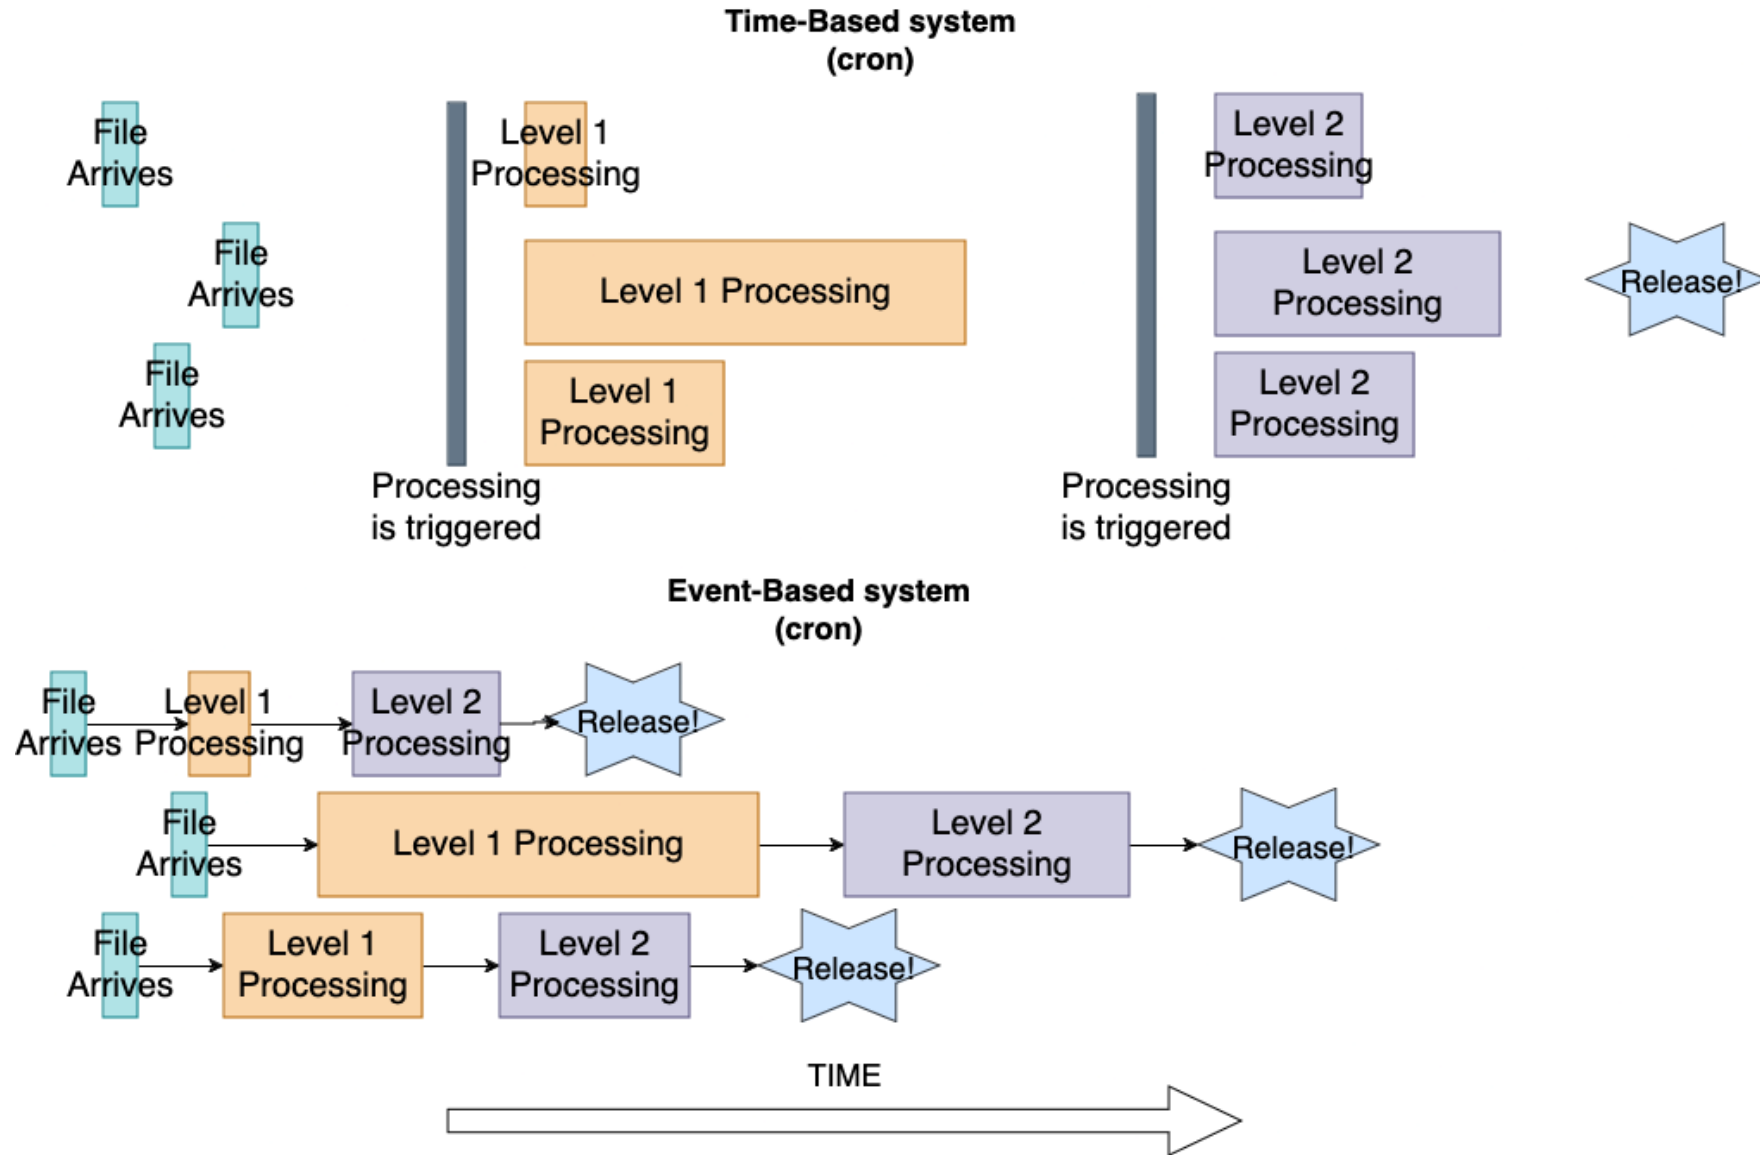 Time-Based system
(cron)
File
Arrives
Level 1
Processing
Level 2
Processing
File
Arrives
Level 1 Processing
Level 2
Processing
Release!
File
Arrives
Level 1
Processing
Level 2
Processing
Processing
is triggered
Processing
is triggered
Event-Based system
(cron)
File
Arrives
Level 1
Processing
Level 2
Processing
Release!
File
Arrives
Level 1 Processing
Level 2
Processing
Release!
File
Arrives
Level 1
Processing
Level 2
Processing
Release!
TIME